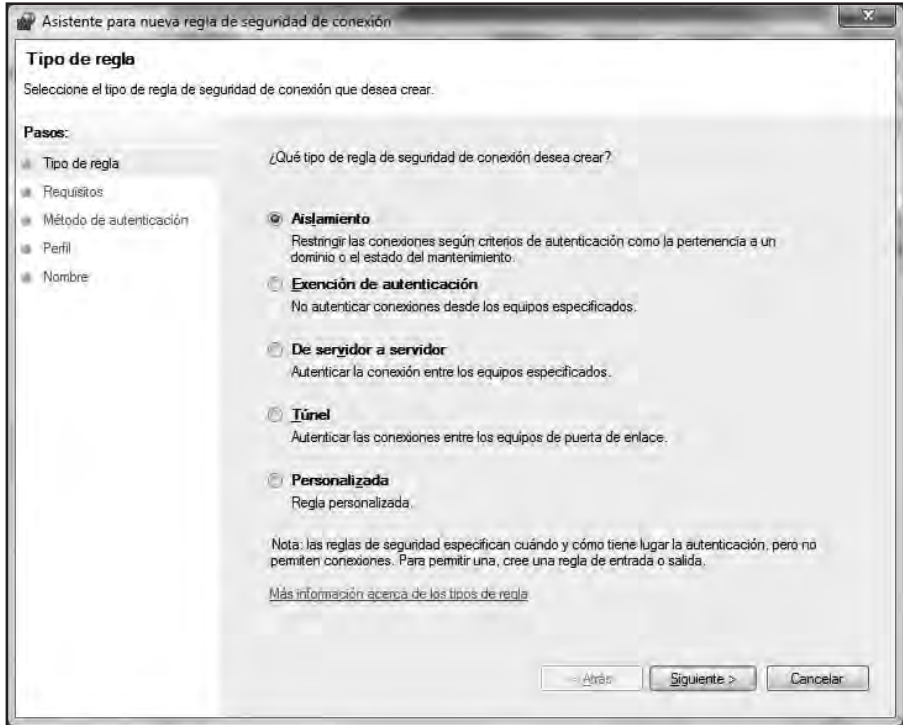 Asistente para nueva regla de seguridad de conexión
x
Tipo de regla
Seleccione el tipo de regla de seguridad de conexión que desea crear.
Pasos:
Tipo de regla
Requisitos
Método de autenticación
Perfil
Nombre
¿Qué tipo de regla de seguridad de conexión desea crear?
Aislamiento
Restringir las conexiones según criterios de autenticación como la pertenencia a un
dominio o el estado del mantenimiento.
Exención de autenticación
No autenticar conexiones desde los equipos especificados.
De servidor a servidor
Autenticar la conexión entre los equipos especificados.
Túnel
Autenticar las conexiones entre los equipos de puerta de enlace.
Personalizada
Regla personalizada.
Nota: las reglas de seguridad especifican cuándo y cómo tiene lugar la autenticación, pero no
permiten conexiones. Para permitir una, cree una regla de entrada o salida.
Más información acerca de los tipos de regla
< Atrás Siguiente > Cancelar